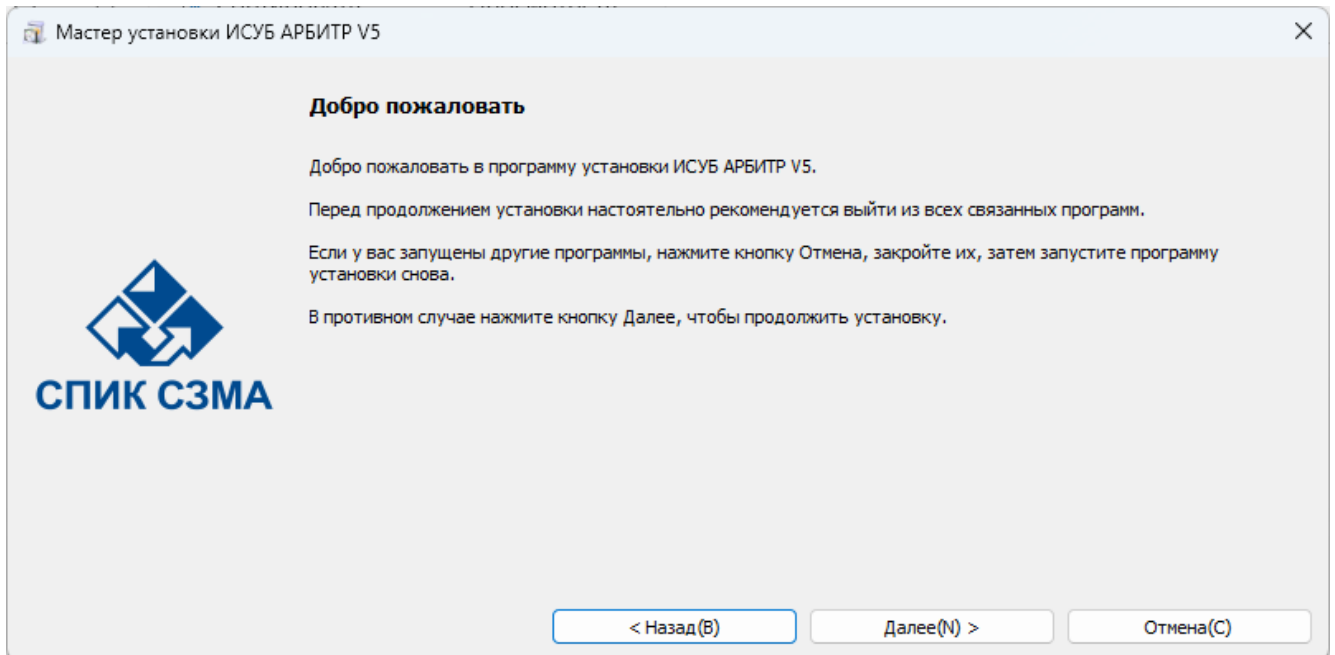 Мастер установки ИСУБ АРБИТР V5
Добро пожаловать
Добро пожаловать в программу установки ИСУБ АРБИТР V5.
Перед продолжением установки настоятельно рекомендуется выйти из всех связанных программ.
Если у вас запущены другие программы, нажмите кнопку Отмена, закройте их, затем запустите программу
установки снова.
В противном случае нажмите кнопку Далее, чтобы продолжить установку.
СПИК СЗМА
< Назад(B)
Далее(N) >
Отмена(C)